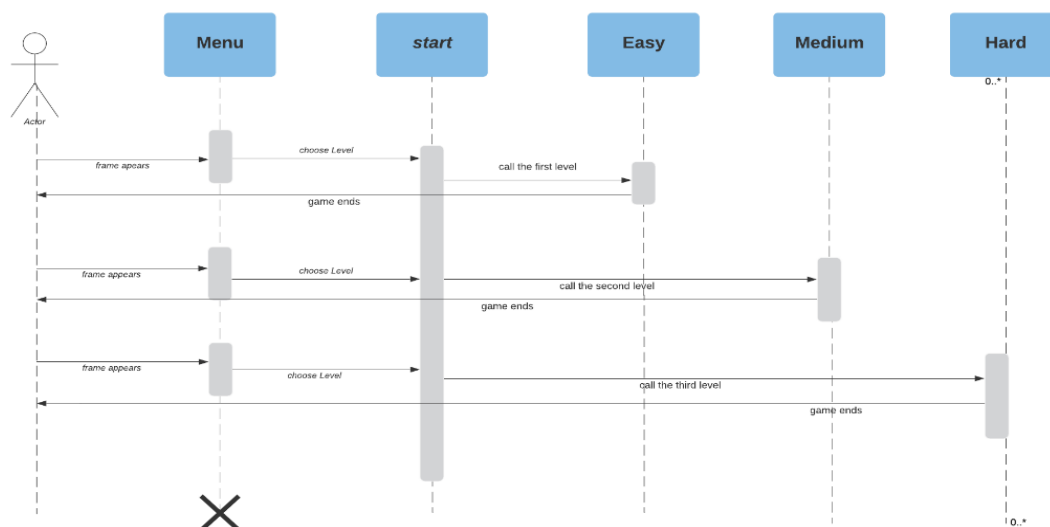 Menu
start
Easy
Medium
Hard
0..*
Actor
choose Level
frame apears
call the first level
game ends
frame appears
choose Level
call the second level
game ends
frame appears
choose Level
call the third level
game ends
0..*